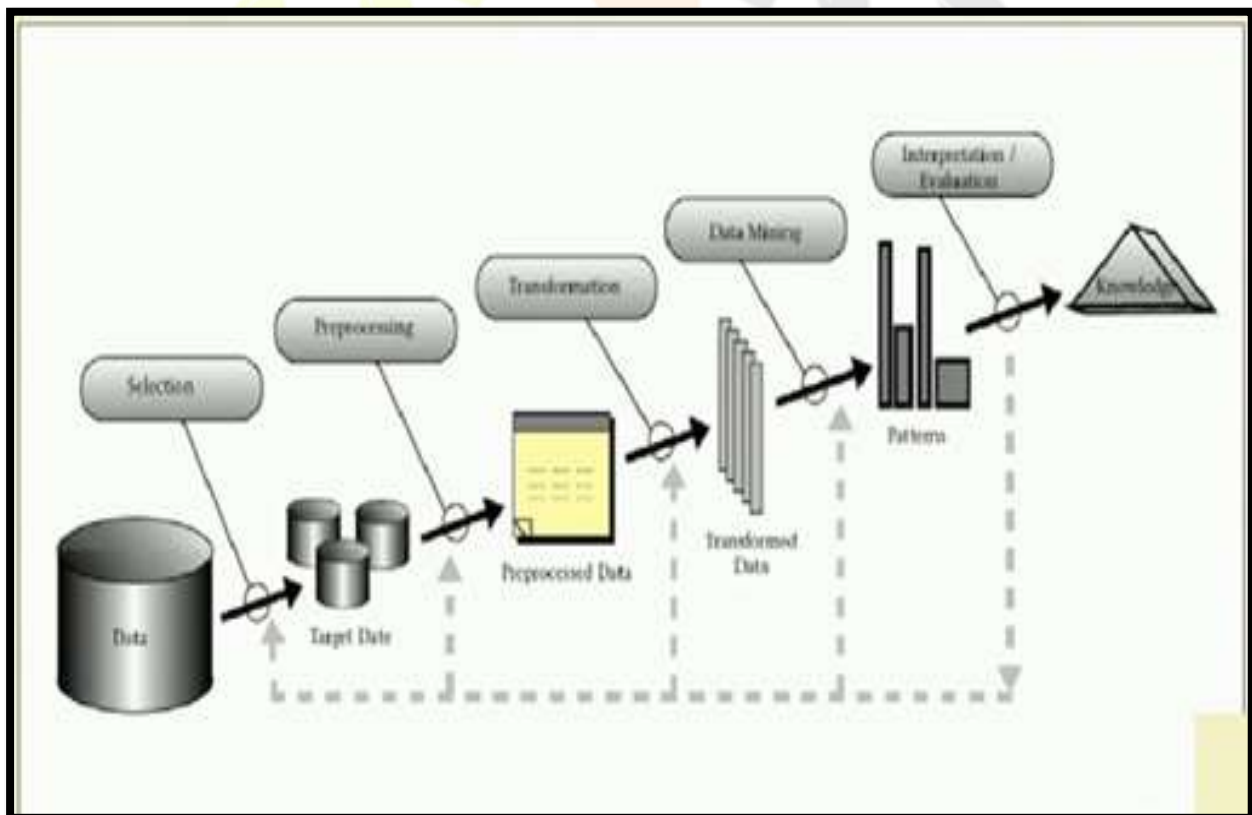 Interpretation /
Evaluation
Data Mining
Transformation
Knowledge
Preprocessing
Selection
Patterns
Transformed
Data
Preprocessed Data
Data
Target Date